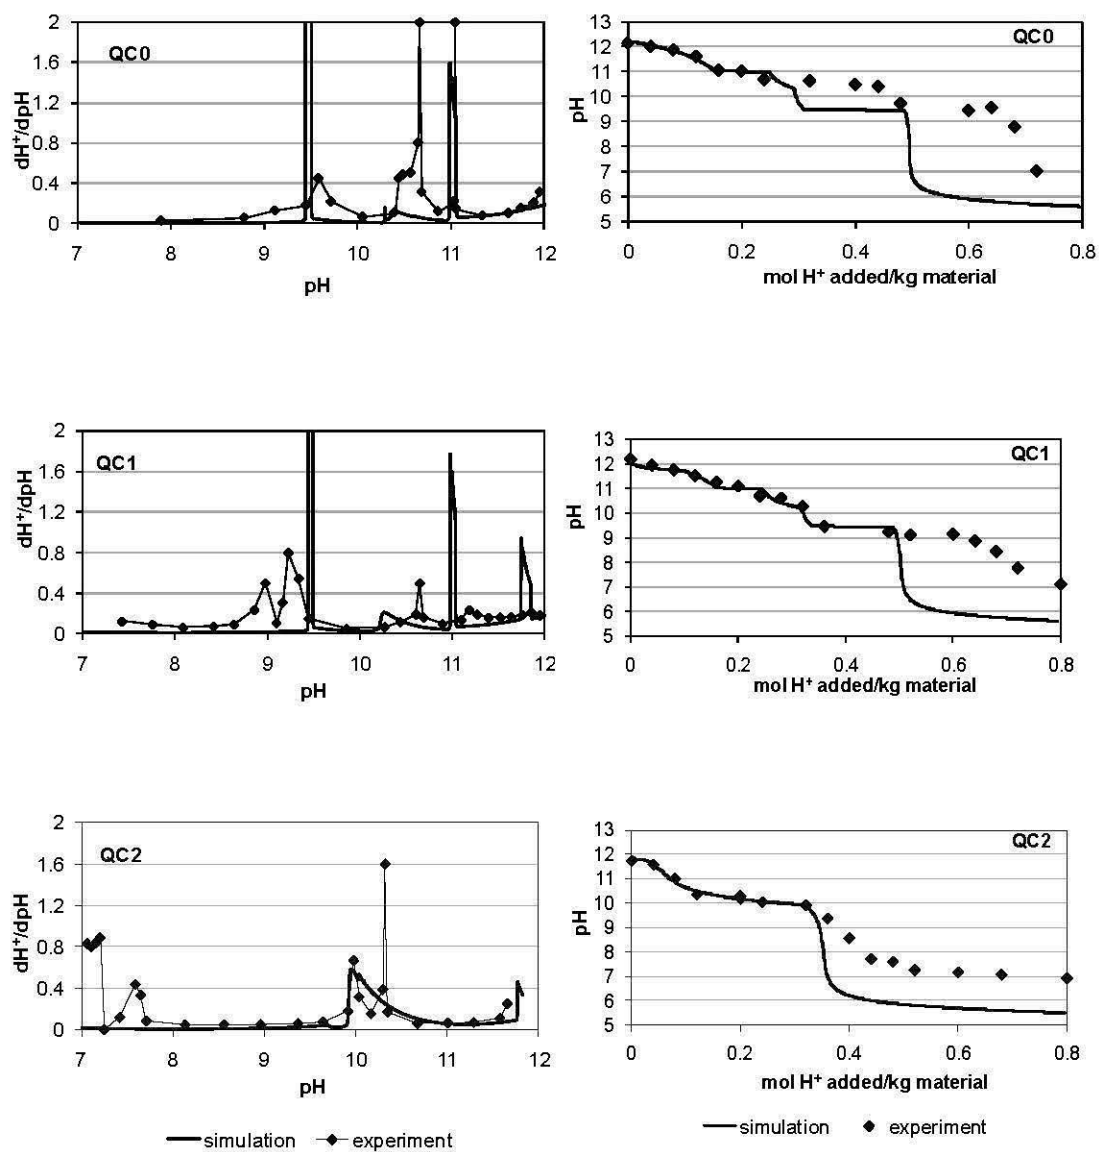 QC0
dH⁺/dpH
2
1.6
1.2
0.8
0.4
0
7 8 9 10 11 12
pH
QC0
pH
13
12
11
10
9
8
7
6
5
0 0.2 0.4 0.6 0.8
mol H⁺ added/kg material
QC1
dH⁺/dpH
2
1.6
1.2
0.8
0.4
0
7 8 9 10 11 12
pH
QC1
pH
13
12
11
10
9
8
7
6
5
0 0.2 0.4 0.6 0.8
mol H⁺ added/kg material
QC2
dH⁺/dpH
2
1.6
1.2
0.8
0.4
0
7 8 9 10 11 12
pH
QC2
pH
13
12
11
10
9
8
7
6
5
0 0.2 0.4 0.6 0.8
mol H⁺ added/kg material
simulation experiment
simulation experiment